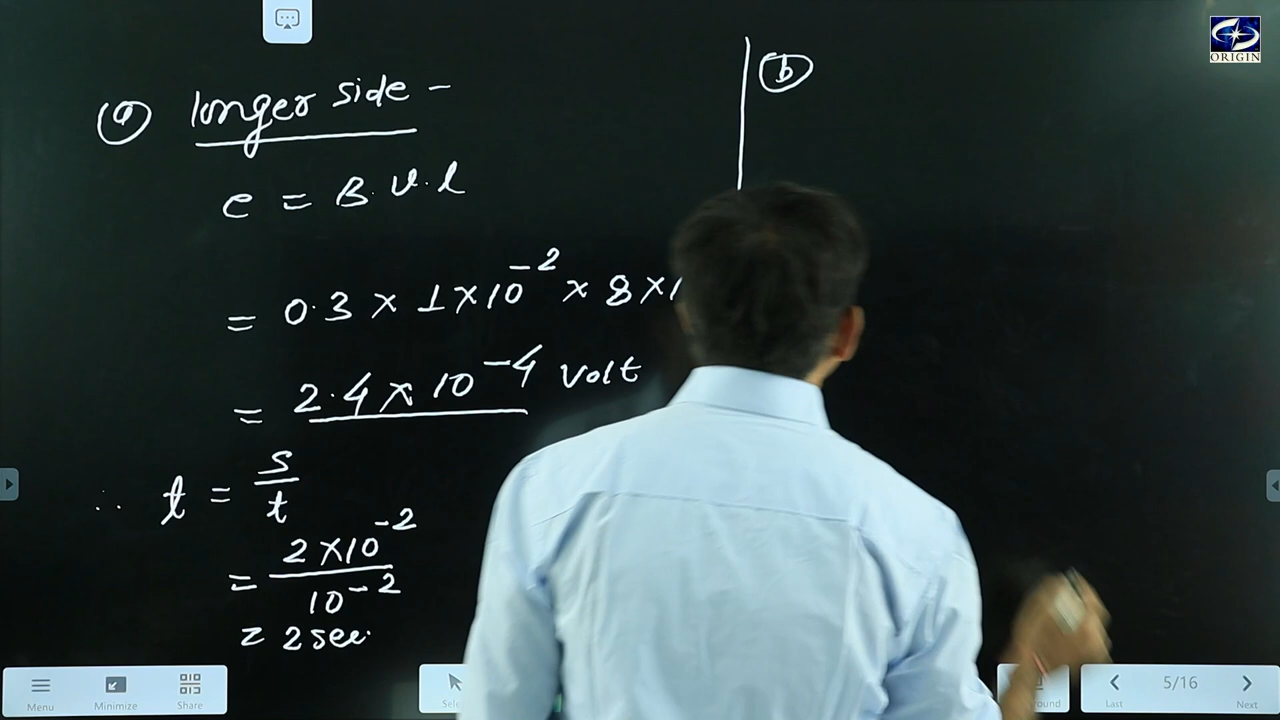 ORIGIN
(a) longer side -
e = B.v.l
= 0.3 × 1×10⁻² × 8×1
= 2.4 × 10⁻⁴ volt
∴ t = s/t
= 2×10⁻²/10⁻²
= 2 sec.
(b)
Menu Minimize Share
5/16
Last Next